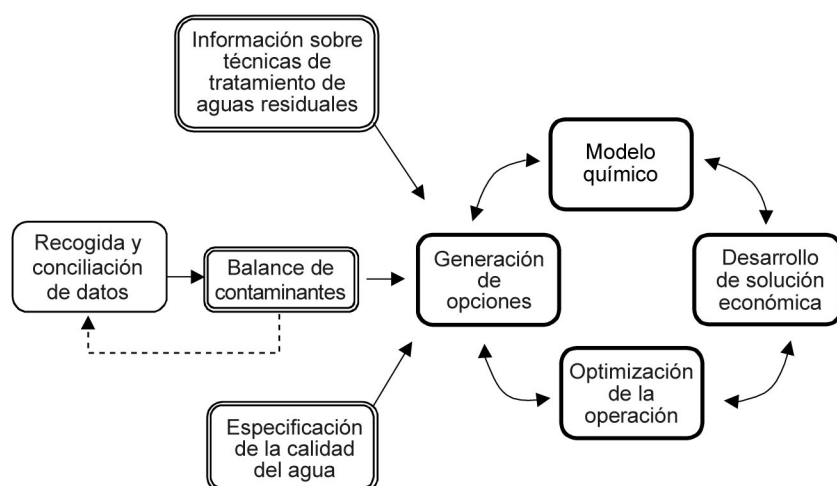 Información sobre
técnicas de
tratamiento de
aguas residuales
Modelo
químico
Recogida y
conciliación
de datos
Balance de
contaminantes
Generación
de
opciones
Desarrollo
de solución
económica
Optimización
de la
operación
Especificación
de la calidad
del agua